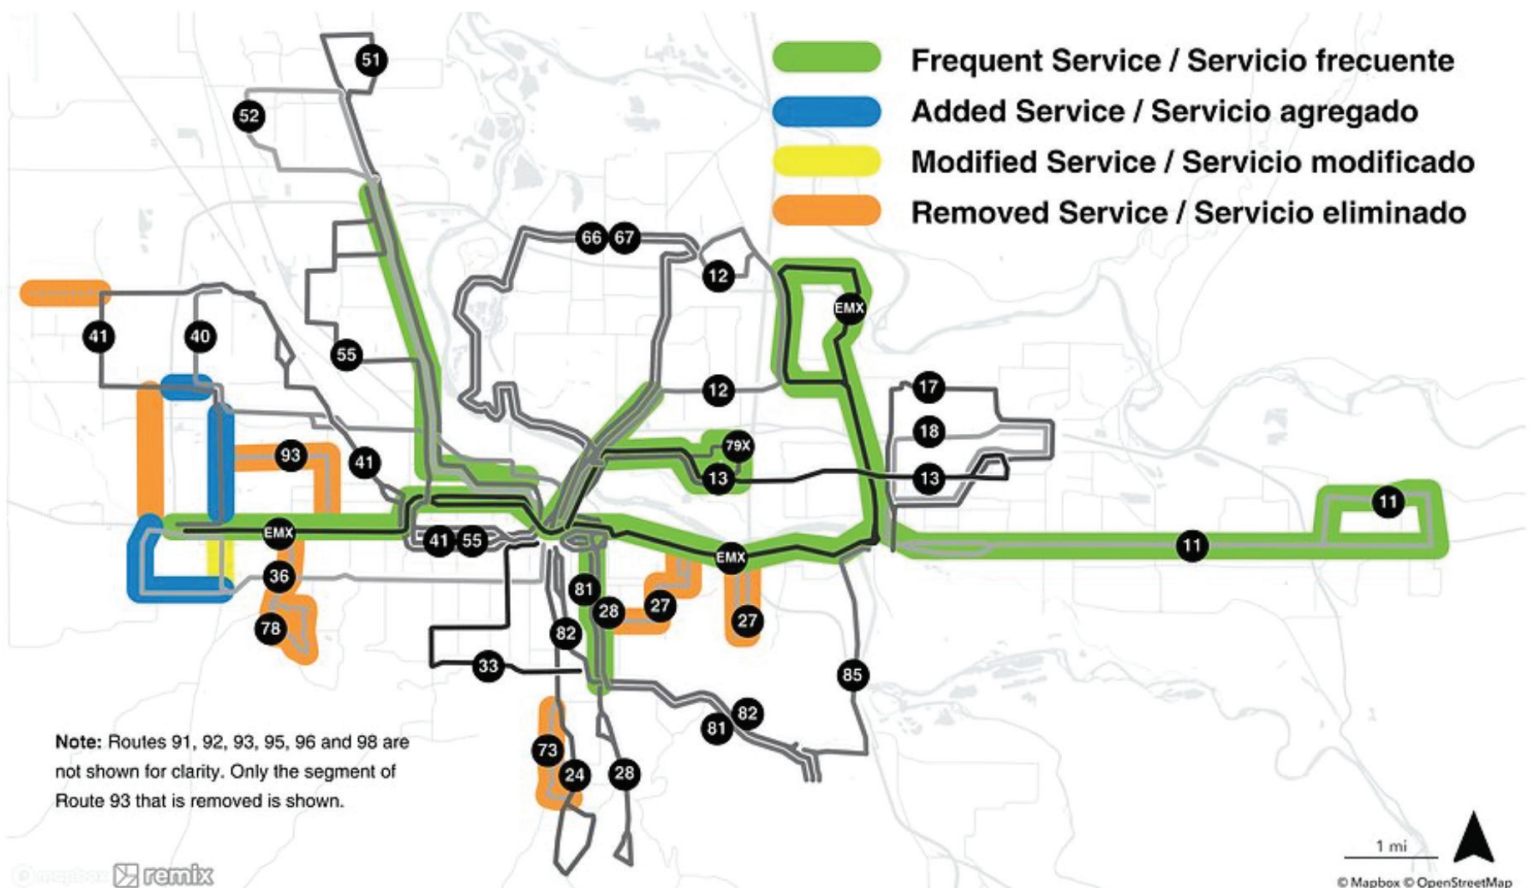 Frequent Service / Servicio frecuente
Added Service / Servicio agregado
Modified Service / Servicio modificado
Removed Service / Servicio eliminado
51
52
66 67
12
EMX
41
40
55
12
17
18
93
41
79X
13
13
11
EMX
41 55
EMX
11
36
81
28
27
78
82
27
33
85
82
81
73
24
28
Note: Routes 91, 92, 93, 95, 96 and 98 are
not shown for clarity. Only the segment of
Route 93 that is removed is shown.
1 mi
mapbox remix
© Mapbox © OpenStreetMap